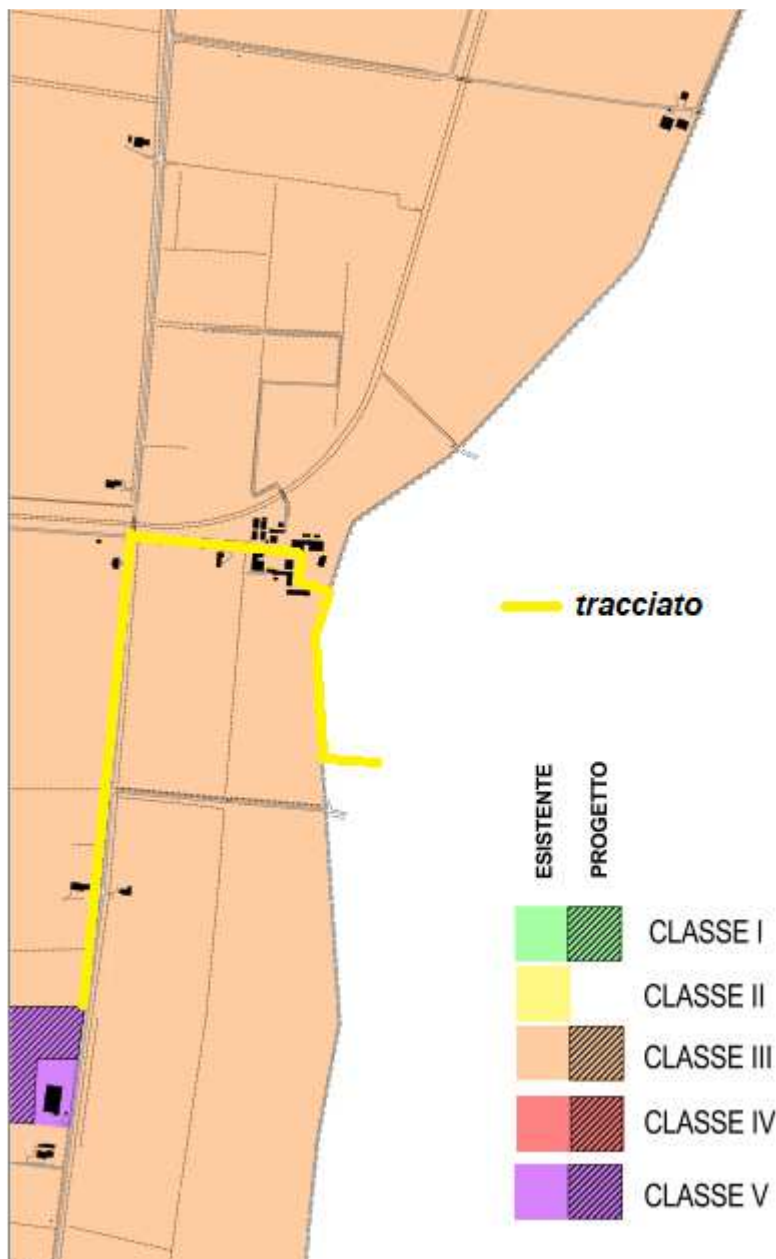 tracciato
ESISTENTE
PROGETTO
CLASSE I
CLASSE II
CLASSE III
CLASSE IV
CLASSE V